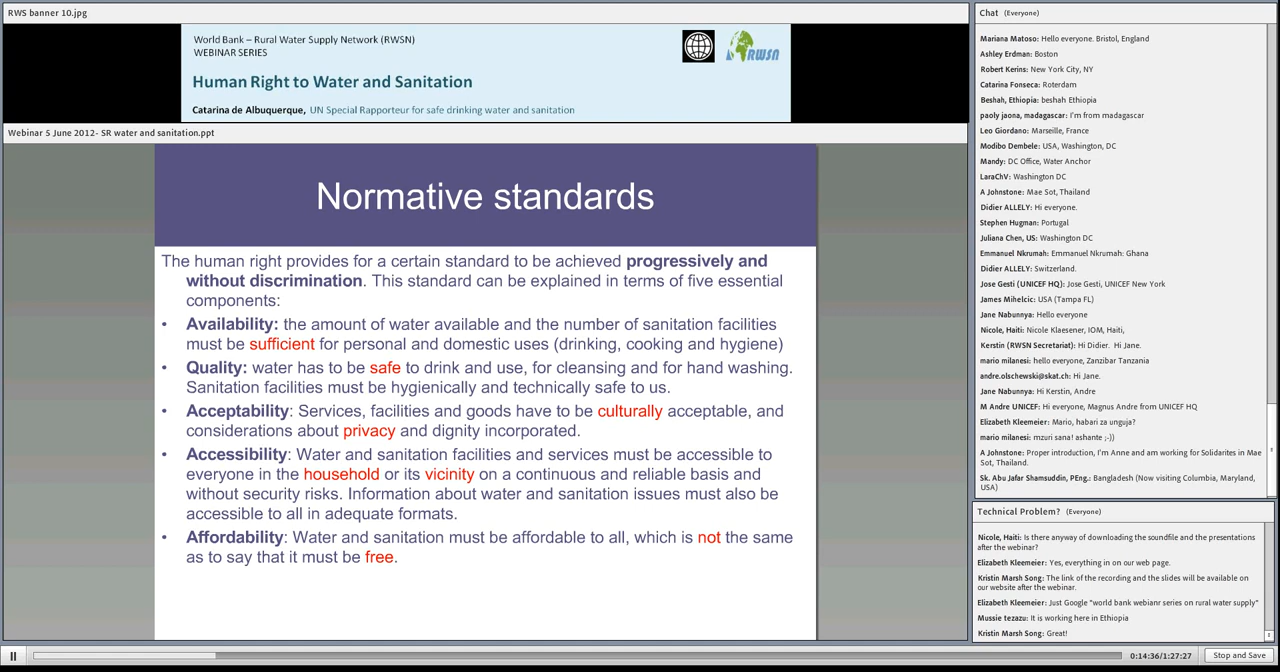 RWS banner 10.jpg
World Bank – Rural Water Supply Network (RWSN)
WEBINAR SERIES
RWSN
Human Right to Water and Sanitation
Catarina de Albuquerque, UN Special Rapporteur for safe drinking water and sanitation
Webinar 5 June 2012- SR water and sanitation.ppt
Normative standards
The human right provides for a certain standard to be achieved progressively and
without discrimination. This standard can be explained in terms of five essential
components:
• Availability: the amount of water available and the number of sanitation facilities
must be sufficient for personal and domestic uses (drinking, cooking and hygiene)
• Quality: water has to be safe to drink and use, for cleansing and for hand washing.
Sanitation facilities must be hygienically and technically safe to us.
• Acceptability: Services, facilities and goods have to be culturally acceptable, and
considerations about privacy and dignity incorporated.
• Accessibility: Water and sanitation facilities and services must be accessible to
everyone in the household or its vicinity on a continuous and reliable basis and
without security risks. Information about water and sanitation issues must also be
accessible to all in adequate formats.
• Affordability: Water and sanitation must be affordable to all, which is not the same
as to say that it must be free.
Chat (Everyone)
Mariana Matoso: Hello everyone. Bristol, England
Ashley Erdman: Boston
Robert Kerins: New York City, NY
Catarina Fonseca: Roterdam
Beshah, Ethiopia: beshah Ethiopia
paoly jaona, madagascar: I'm from madagascar
Leo Giordano: Marseille, France
Modibo Dembele: USA, Washington, DC
Mandy: DC Office, Water Anchor
LaraChV: Washington DC
A Johnstone: Mae Sot, Thailand
Didier ALLELY: Hi everyone.
Stephen Hugman: Portugal
Juliana Chen, US: Washington DC
Emmanuel Nkrumah: Emmanuel Nkrumah: Ghana
Didier ALLELY: Switzerland.
Jose Gesti (UNICEF HQ): Jose Gesti, UNICEF New York
James Mihelcic: USA (Tampa FL)
Jane Nabunnya: Hello everyone
Nicole, Haiti: Nicole Klaesener, IOM, Haiti,
Kerstin (RWSN Secretariat): Hi Didier. Hi Jane.
mario milanesi: hello everyone, Zanzibar Tanzania
andre.olschewski@skat.ch: Hi Jane.
Jane Nabunnya: Hi Kerstin, Andre
M Andre UNICEF: Hi everyone, Magnus Andre from UNICEF HQ
Elizabeth Kleemeier: Mario, habari za unguja?
mario milanesi: mzuri sana! ashante ;-))
A Johnstone: Proper introduction, I'm Anne and am working for Solidarites in Mae
Sot, Thailand.
Sk. Abu Jafar Shamsuddin, PEng.: Bangladesh (Now visiting Columbia, Maryland,
USA)
Technical Problem? (Everyone)
Nicole, Haiti: Is there anyway of downloading the soundfile and the presentations
after the webinar?
Elizabeth Kleemeier: Yes, everything in on our web page.
Kristin Marsh Song: The link of the recording and the slides will be available on
our website after the webinar.
Elizabeth Kleemeier: Just Google "world bank webianr series on rural water supply"
Mussie tezazu: It is working here in Ethiopia
Kristin Marsh Song: Great!
0:14:36/1:27:27
Stop and Save